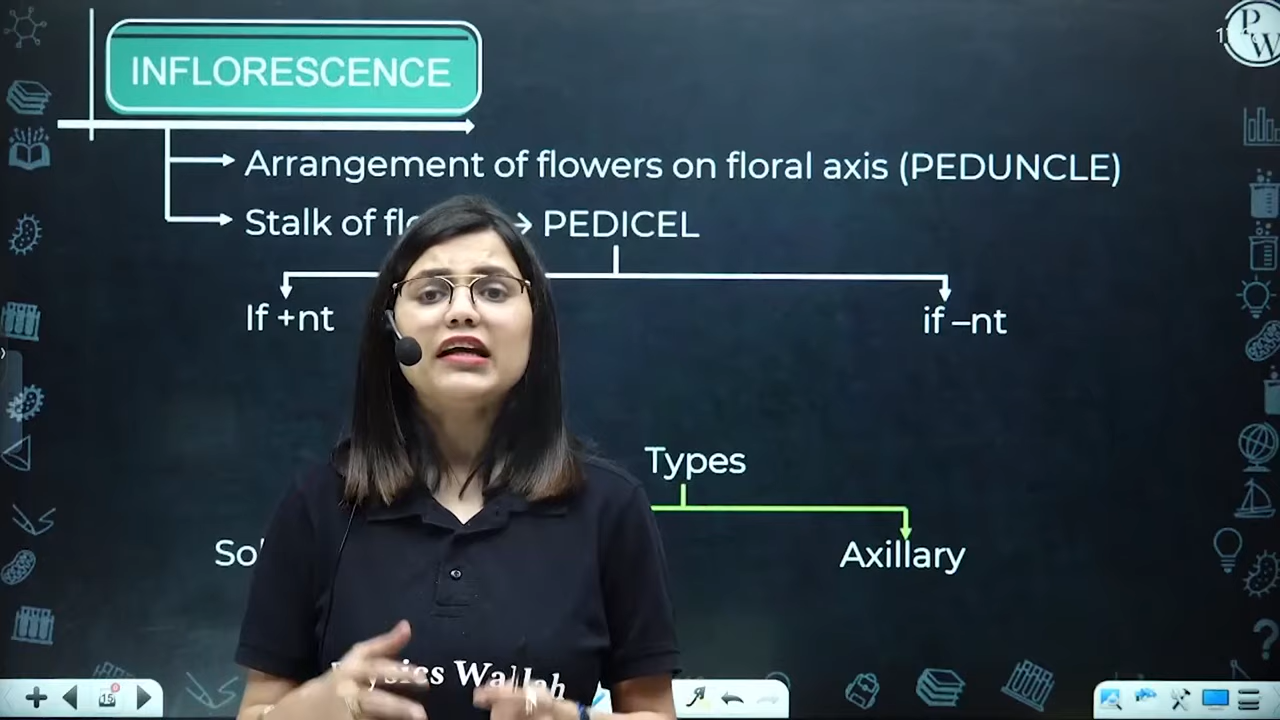 INFLORESCENCE
P
W
Arrangement of flowers on floral axis (PEDUNCLE)
Stalk of → PEDICEL
If +nt
if –nt
Types
Axillary
Physics Wallah
15